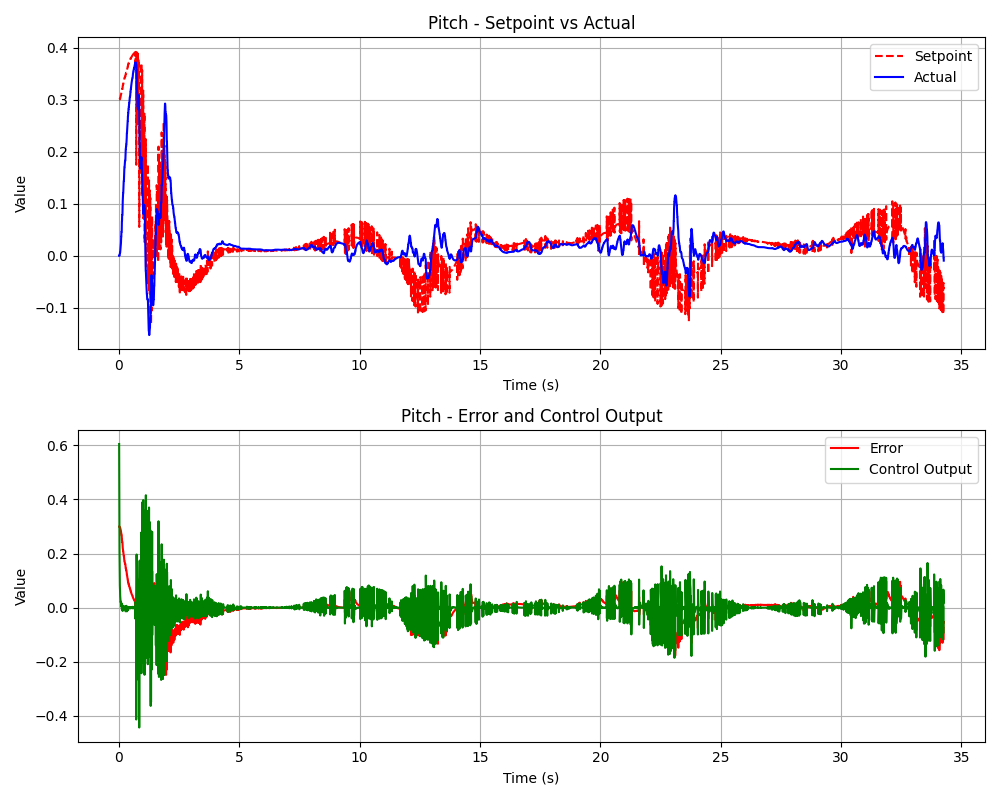 Pitch - Setpoint vs Actual
Value
0.4
0.3
0.2
0.1
0.0
−0.1
Setpoint
Actual
0 5 10 15 20 25 30 35
Time (s)
Pitch - Error and Control Output
Value
0.6
0.4
0.2
0.0
−0.2
−0.4
Error
Control Output
0 5 10 15 20 25 30 35
Time (s)